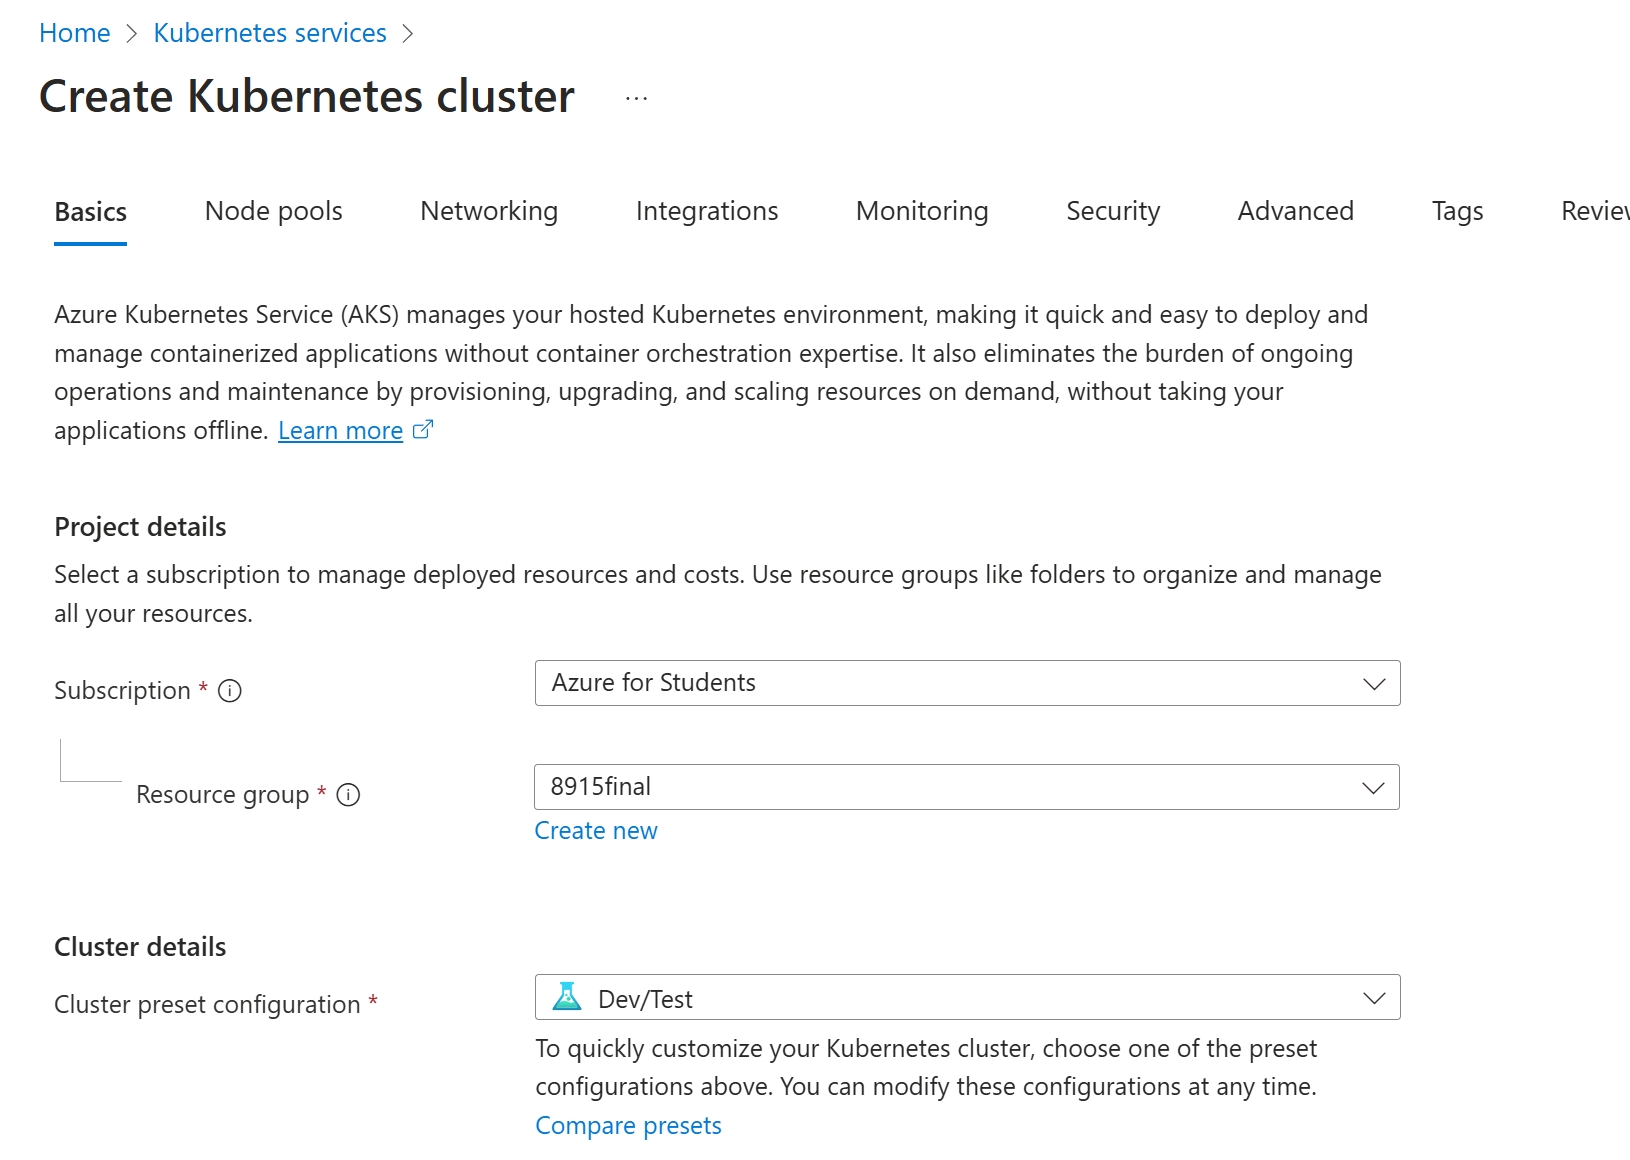 Home > Kubernetes services >
Create Kubernetes cluster ...
Basics Node pools Networking Integrations Monitoring Security Advanced Tags Review
Azure Kubernetes Service (AKS) manages your hosted Kubernetes environment, making it quick and easy to deploy and
manage containerized applications without container orchestration expertise. It also eliminates the burden of ongoing
operations and maintenance by provisioning, upgrading, and scaling resources on demand, without taking your
applications offline. Learn more
Project details
Select a subscription to manage deployed resources and costs. Use resource groups like folders to organize and manage
all your resources.
Subscription * Azure for Students
Resource group * 8915final
Create new
Cluster details
Cluster preset configuration * Dev/Test
To quickly customize your Kubernetes cluster, choose one of the preset
configurations above. You can modify these configurations at any time.
Compare presets